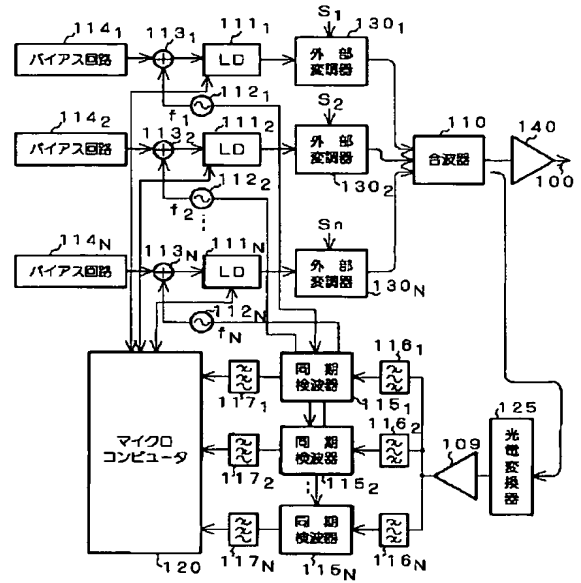 114₁
113₁
111₁
S₁
130₁
バイアス回路
LD
外部
変調器
f₁
112₁
114₂
113₂
111₂
S₂
110
140
バイアス回路
LD
外部
変調器
合波器
100
130₂
f₂
112₂
114N
113N
111N
Sn
バイアス回路
LD
外部
変調器
130N
112N
fN
116₁
同期
検波器
117₁
115₁
116₂
125
マイクロ
コンピュータ
同期
検波器
109
光電変換器
117₂
115₂
同期
検波器
120
117N
115N
116N